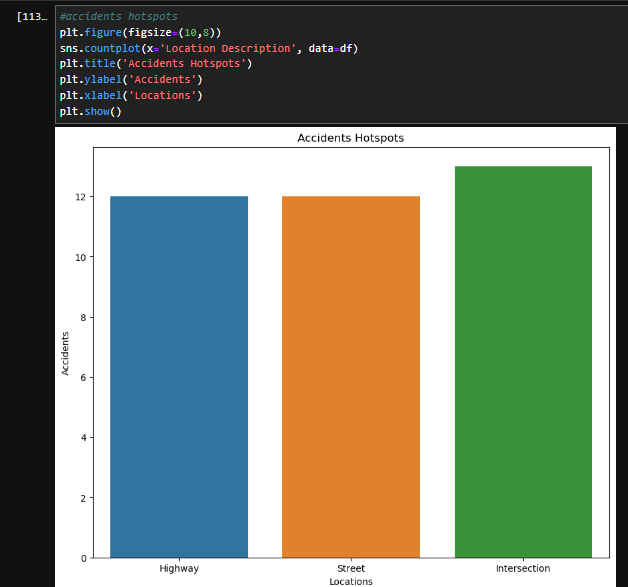 [113…
#accidents hotspots
plt.figure(figsize=(10,8))
sns.countplot(x='Location Description', data=df)
plt.title('Accidents Hotspots')
plt.ylabel('Accidents')
plt.xlabel('Locations')
plt.show()
Accidents Hotspots
12
10
8
6
4
2
0
Accidents
Highway
Street
Intersection
Locations